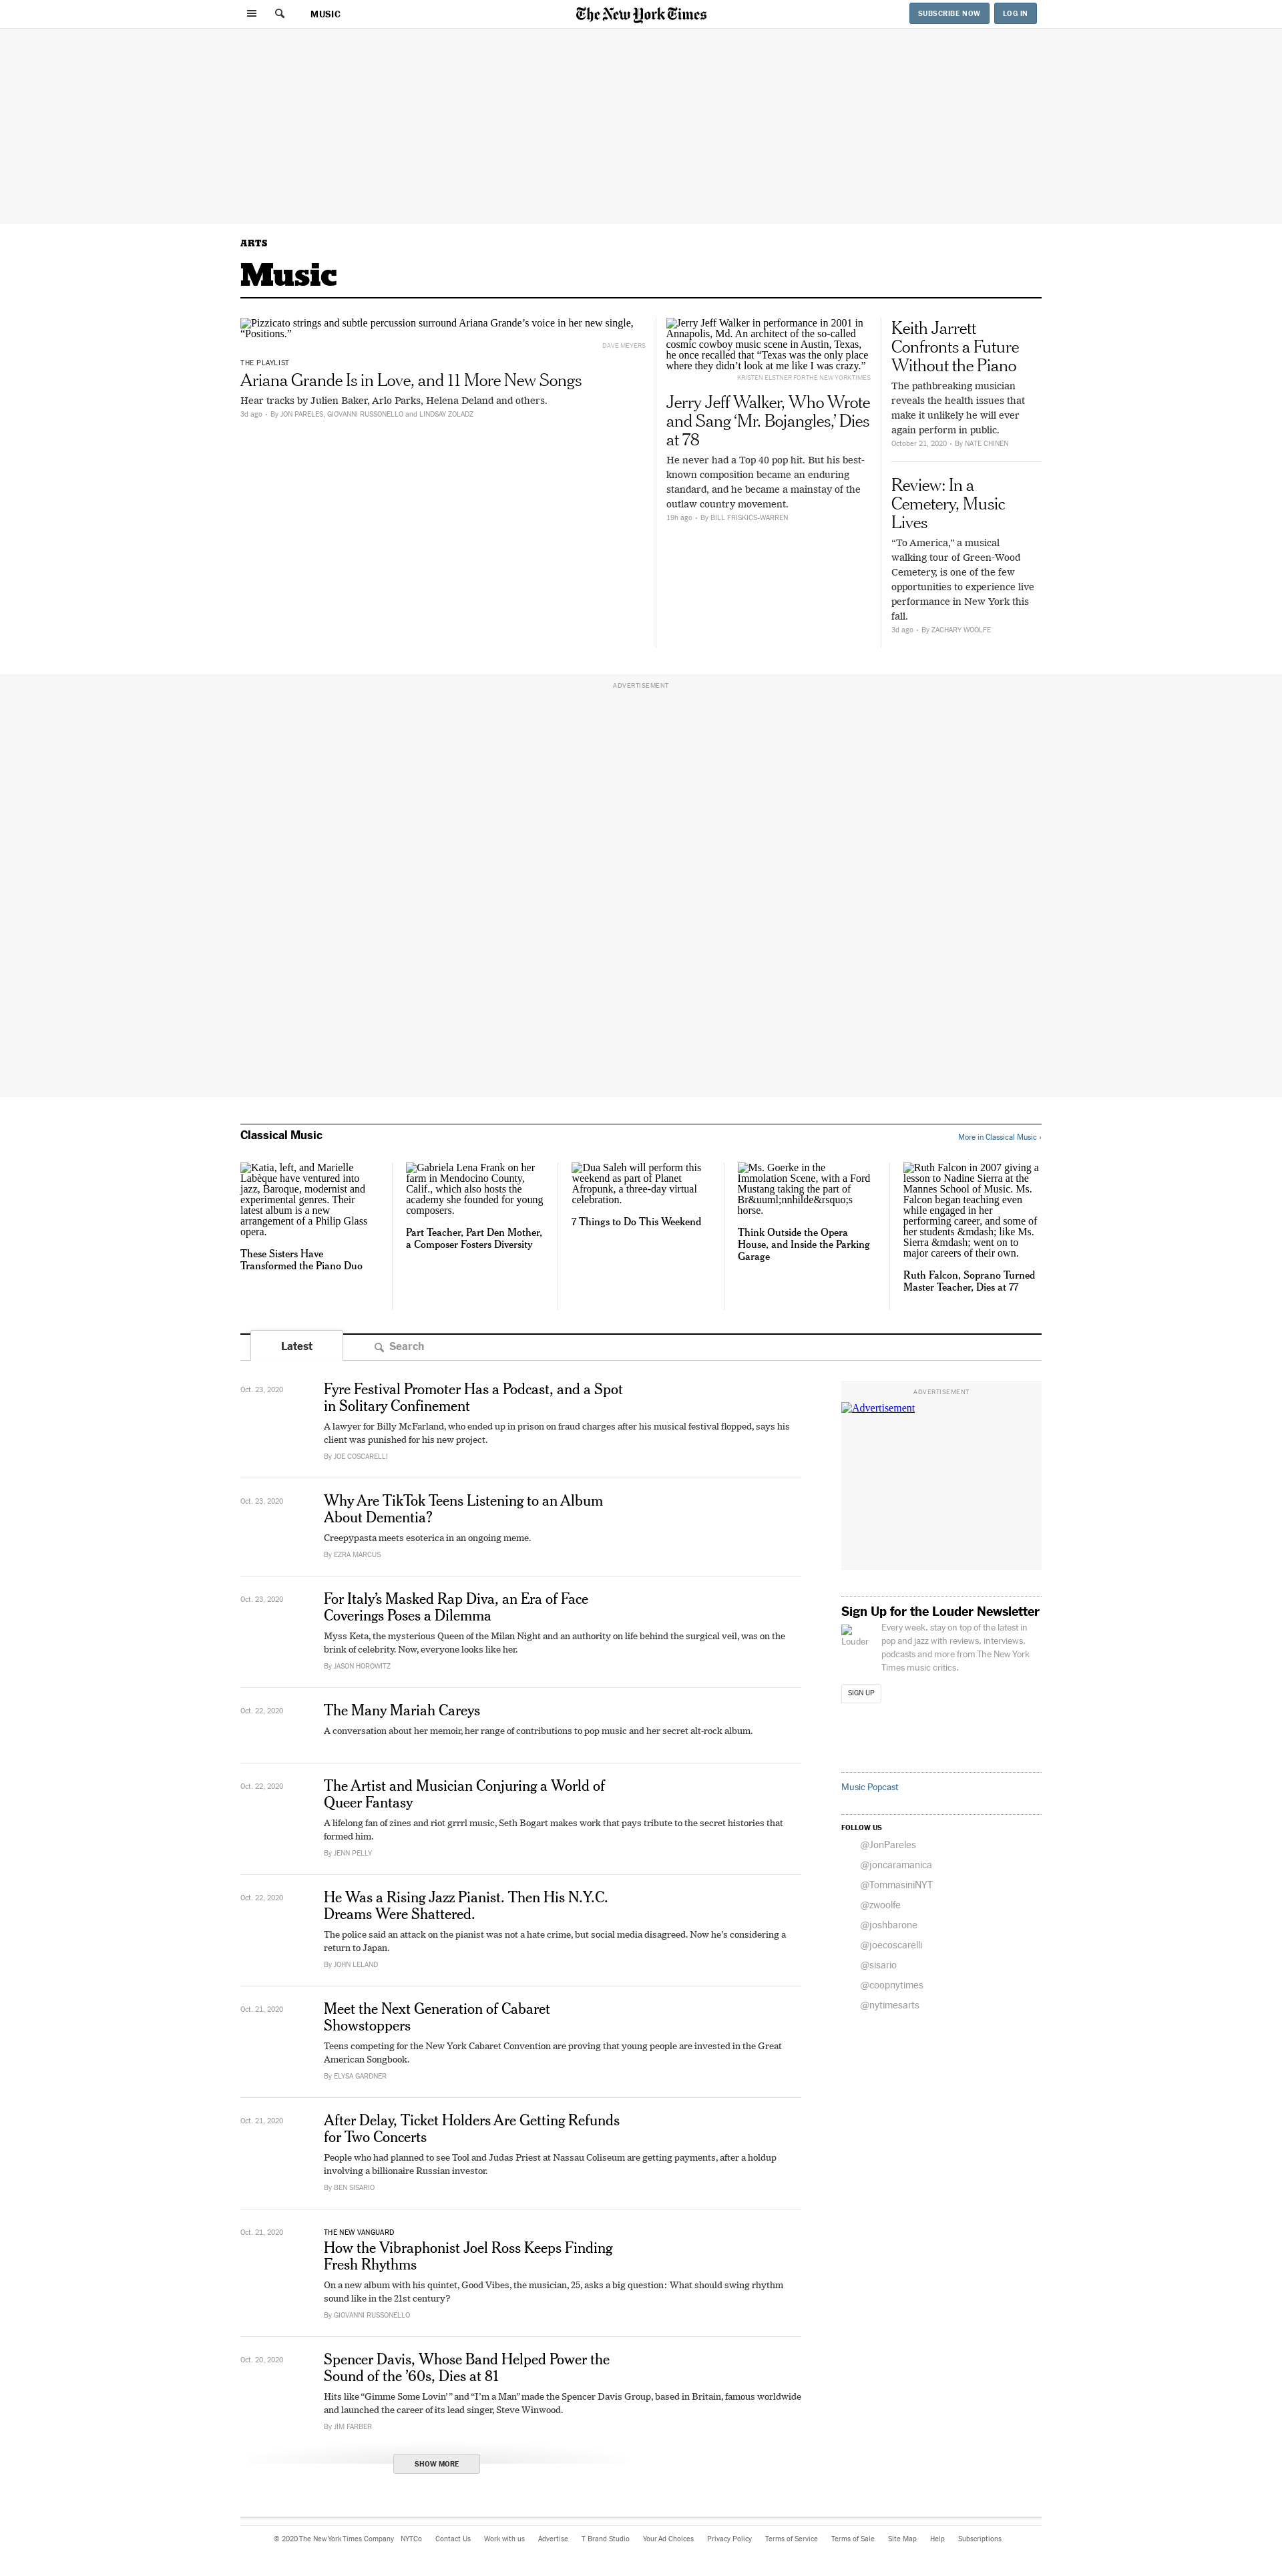 MUSIC
The New York Times
SUBSCRIBE NOW
LOG IN
ARTS
Music
Pizzicato strings and subtle percussion surround Ariana Grande’s voice in her new single,
“Positions.”
DAVE MEYERS
THE PLAYLIST
Ariana Grande Is in Love, and 11 More New Songs
Hear tracks by Julien Baker, Arlo Parks, Helena Deland and others.
3d ago • By JON PARELES, GIOVANNI RUSSONELLO and LINDSAY ZOLADZ
Jerry Jeff Walker in performance in 2001 in
Annapolis, Md. An architect of the so-called
cosmic cowboy music scene in Austin, Texas,
he once recalled that “Texas was the only place
where they didn’t look at me like I was crazy.”
KRISTEN ELSTNER FOR THE NEW YORK TIMES
Jerry Jeff Walker, Who Wrote
and Sang ‘Mr. Bojangles,’ Dies
at 78
He never had a Top 40 pop hit. But his best-
known composition became an enduring
standard, and he became a mainstay of the
outlaw country movement.
19h ago • By BILL FRISKICS-WARREN
Keith Jarrett
Confronts a Future
Without the Piano
The pathbreaking musician
reveals the health issues that
make it unlikely he will ever
again perform in public.
October 21, 2020 • By NATE CHINEN
Review: In a
Cemetery, Music
Lives
“To America,” a musical
walking tour of Green-Wood
Cemetery, is one of the few
opportunities to experience live
performance in New York this
fall.
3d ago • By ZACHARY WOOLFE
ADVERTISEMENT
Classical Music
More in Classical Music ›
Katia, left, and Marielle
Labèque have ventured into
jazz, Baroque, modernist and
experimental genres. Their
latest album is a new
arrangement of a Philip Glass
opera.
These Sisters Have
Transformed the Piano Duo
Gabriela Lena Frank on her
farm in Mendocino County,
Calif., which also hosts the
academy she founded for young
composers.
Part Teacher, Part Den Mother,
a Composer Fosters Diversity
Dua Saleh will perform this
weekend as part of Planet
Afropunk, a three-day virtual
celebration.
7 Things to Do This Weekend
Ms. Goerke in the
Immolation Scene, with a Ford
Mustang taking the part of
Br&uuml;nnhilde&rsquo;s
horse.
Think Outside the Opera
House, and Inside the Parking
Garage
Ruth Falcon in 2007 giving a
lesson to Nadine Sierra at the
Mannes School of Music. Ms.
Falcon began teaching even
while engaged in her
performing career, and some of
her students &mdash; like Ms.
Sierra &mdash; went on to
major careers of their own.
Ruth Falcon, Soprano Turned
Master Teacher, Dies at 77
Latest
Search
Oct. 23, 2020
Fyre Festival Promoter Has a Podcast, and a Spot
in Solitary Confinement
A lawyer for Billy McFarland, who ended up in prison on fraud charges after his musical festival flopped, says his
client was punished for his new project.
By JOE COSCARELLI
Oct. 23, 2020
Why Are TikTok Teens Listening to an Album
About Dementia?
Creepypasta meets esoterica in an ongoing meme.
By EZRA MARCUS
Oct. 23, 2020
For Italy’s Masked Rap Diva, an Era of Face
Coverings Poses a Dilemma
Myss Keta, the mysterious Queen of the Milan Night and an authority on life behind the surgical veil, was on the
brink of celebrity. Now, everyone looks like her.
By JASON HOROWITZ
Oct. 22, 2020
The Many Mariah Careys
A conversation about her memoir, her range of contributions to pop music and her secret alt-rock album.
Oct. 22, 2020
The Artist and Musician Conjuring a World of
Queer Fantasy
A lifelong fan of zines and riot grrrl music, Seth Bogart makes work that pays tribute to the secret histories that
formed him.
By JENN PELLY
Oct. 22, 2020
He Was a Rising Jazz Pianist. Then His N.Y.C.
Dreams Were Shattered.
The police said an attack on the pianist was not a hate crime, but social media disagreed. Now he’s considering a
return to Japan.
By JOHN LELAND
Oct. 21, 2020
Meet the Next Generation of Cabaret
Showstoppers
Teens competing for the New York Cabaret Convention are proving that young people are invested in the Great
American Songbook.
By ELYSA GARDNER
Oct. 21, 2020
After Delay, Ticket Holders Are Getting Refunds
for Two Concerts
People who had planned to see Tool and Judas Priest at Nassau Coliseum are getting payments, after a holdup
involving a billionaire Russian investor.
By BEN SISARIO
Oct. 21, 2020
THE NEW VANGUARD
How the Vibraphonist Joel Ross Keeps Finding
Fresh Rhythms
On a new album with his quintet, Good Vibes, the musician, 25, asks a big question: What should swing rhythm
sound like in the 21st century?
By GIOVANNI RUSSONELLO
Oct. 20, 2020
Spencer Davis, Whose Band Helped Power the
Sound of the ’60s, Dies at 81
Hits like “Gimme Some Lovin’ ” and “I’m a Man” made the Spencer Davis Group, based in Britain, famous worldwide
and launched the career of its lead singer, Steve Winwood.
By JIM FARBER
SHOW MORE
ADVERTISEMENT
Advertisement
Sign Up for the Louder Newsletter
Louder
Every week, stay on top of the latest in
pop and jazz with reviews, interviews,
podcasts and more from The New York
Times music critics.
SIGN UP
Music Popcast
FOLLOW US
@JonPareles
@joncaramanica
@TommasiniNYT
@zwoolfe
@joshbarone
@joecoscarelli
@sisario
@coopnytimes
@nytimesarts
© 2020 The New York Times Company NYTCo Contact Us Work with us Advertise T Brand Studio Your Ad Choices Privacy Policy Terms of Service Terms of Sale Site Map Help Subscriptions